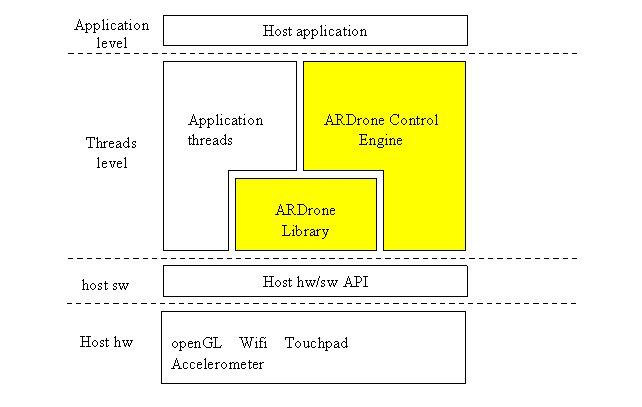 Application
level
Host application
Threads
level
Application
threads
ARDrone Control
Engine
ARDrone
Library
host sw
Host hw/sw API
Host hw
openGL Wifi Touchpad
Accelerometer